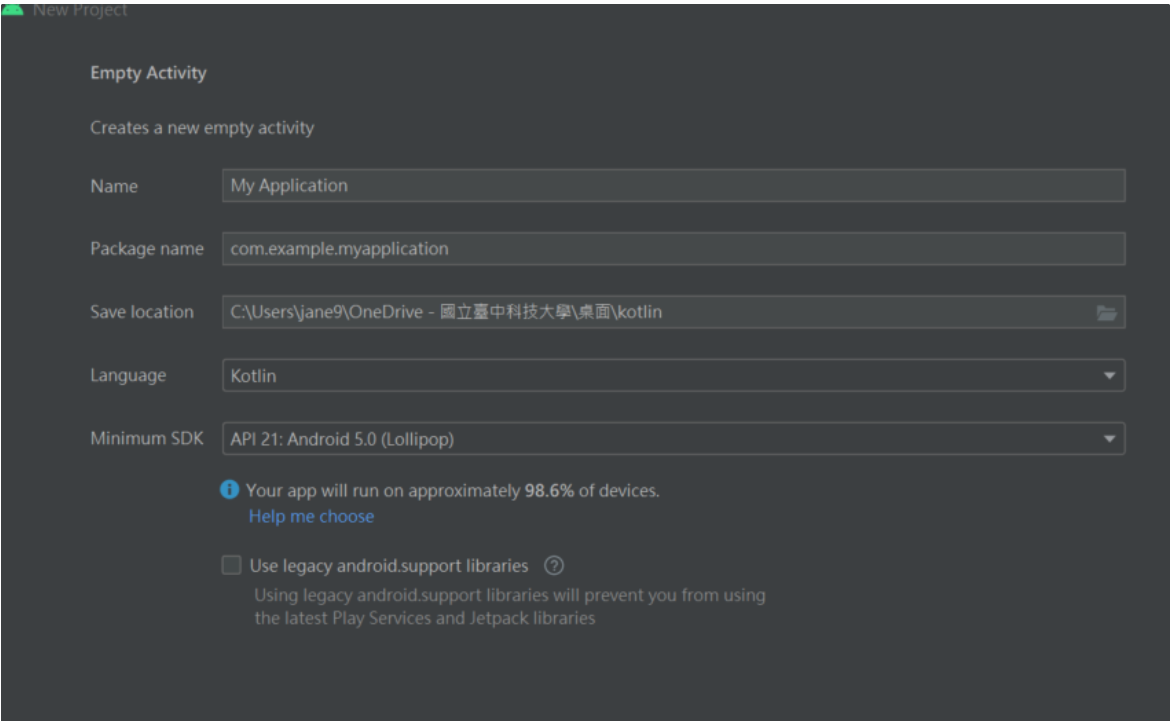 New Project
Empty Activity
Creates a new empty activity
Name My Application
Package name com.example.myapplication
Save location C:\Users\jane9\OneDrive - 國立臺中科技大學\桌面\kotlin
Language Kotlin
Minimum SDK API 21: Android 5.0 (Lollipop)
Your app will run on approximately 98.6% of devices.
Help me choose
Use legacy android.support libraries
Using legacy android.support libraries will prevent you from using
the latest Play Services and Jetpack libraries